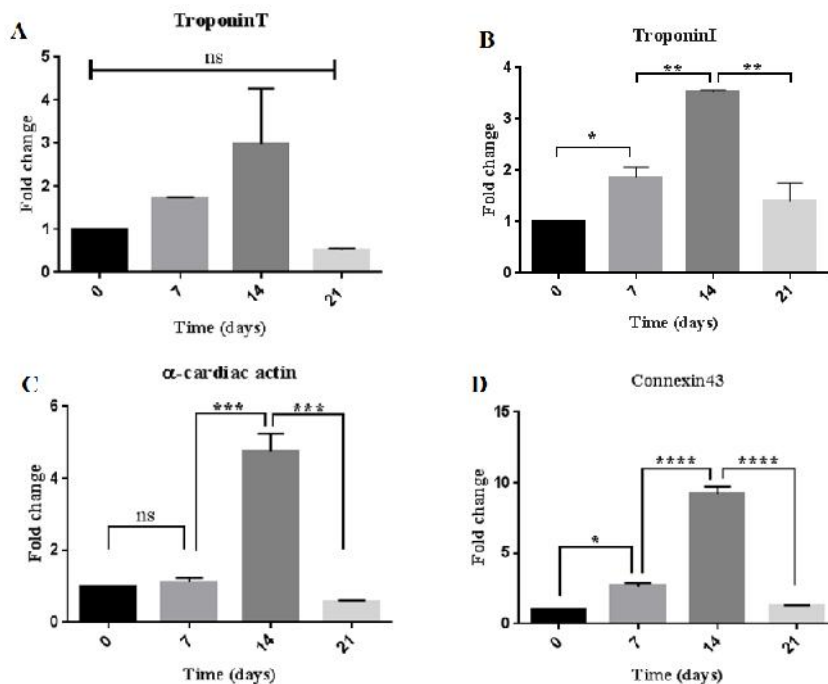 A
TroponinT
ns
5
4
3
2
1
0
Fold change
0 7 14 21
Time (days)
B
TroponinI
** **
*
4
3
2
1
0
Fold change
0 7 14 21
Time (days)
C
α-cardiac actin
*** ***
ns
6
4
2
0
Fold change
0 7 14 21
Time (days)
D
Connexin43
**** ****
*
15
10
5
0
Fold change
0 7 14 21
Time (days)